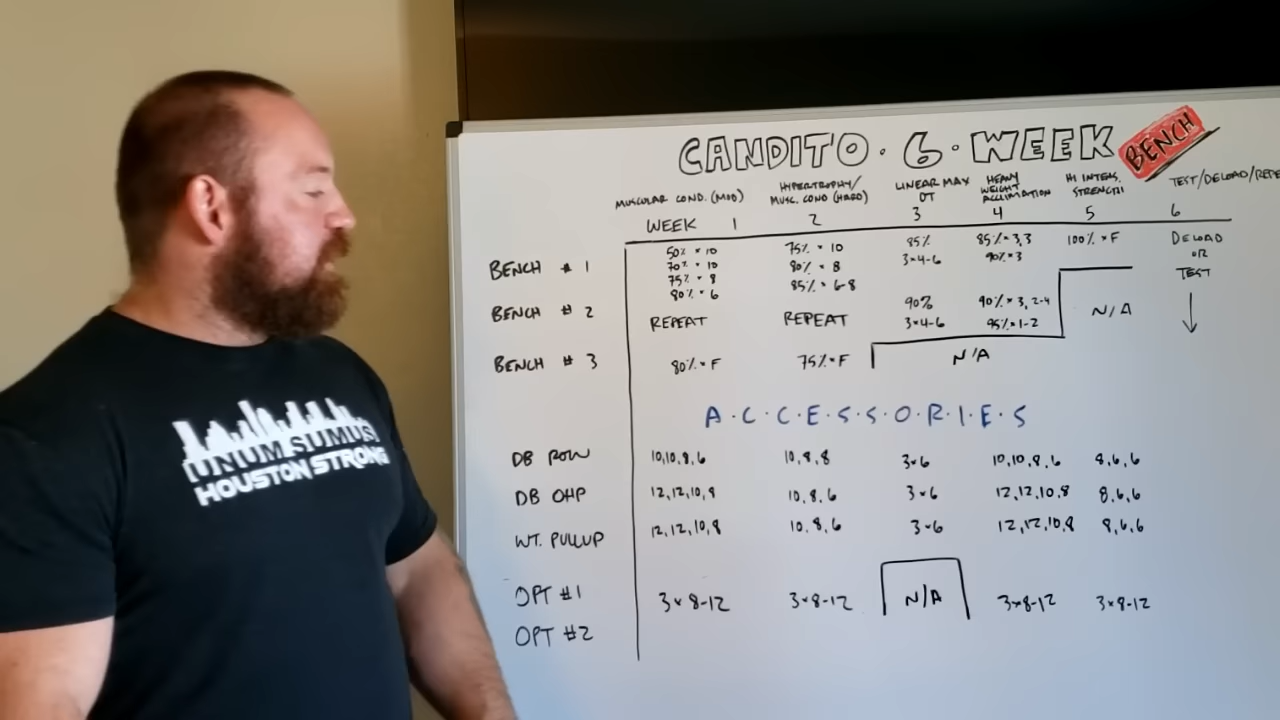 CANDITO · 6 · WEEK BENCH
MUSCULAR COND. (MOD) HYPERTROPHY/ MUSC. COND (HARD) LINEAR MAX OT HEAVY WEIGHT ACCLIMATION HI INTENS. STRENGTH TEST/DELOAD/REPE
WEEK 1 2 3 4 5 6
BENCH #1 50% × 10 75% × 10 85% 85% × 3,3 100% × F DELOAD
70% × 10 80% × 8 3×4-6 90% × 3 OR
75% × 8 85% × 6-8 TEST
80% × 6
BENCH #2 REPEAT REPEAT 90% 90% × 3, 2-4 N/A
3×4-6 95% × 1-2
BENCH #3 80% × F 75% × F N/A
A·C·C·E·S·S·O·R·I·E·S
DB ROW 10,10,8,6 10,8,8 3×6 10,10,8,6 8,6,6
DB OHP 12,12,10,8 10,8,6 3×6 12,12,10,8 8,6,6
WT. PULLUP 12,12,10,8 10,8,6 3×6 12,12,10,8 8,6,6
OPT #1 3×8-12 3×8-12 N/A 3×8-12 3×8-12
OPT #2
UNUM SUMUS
HOUSTON STRONG